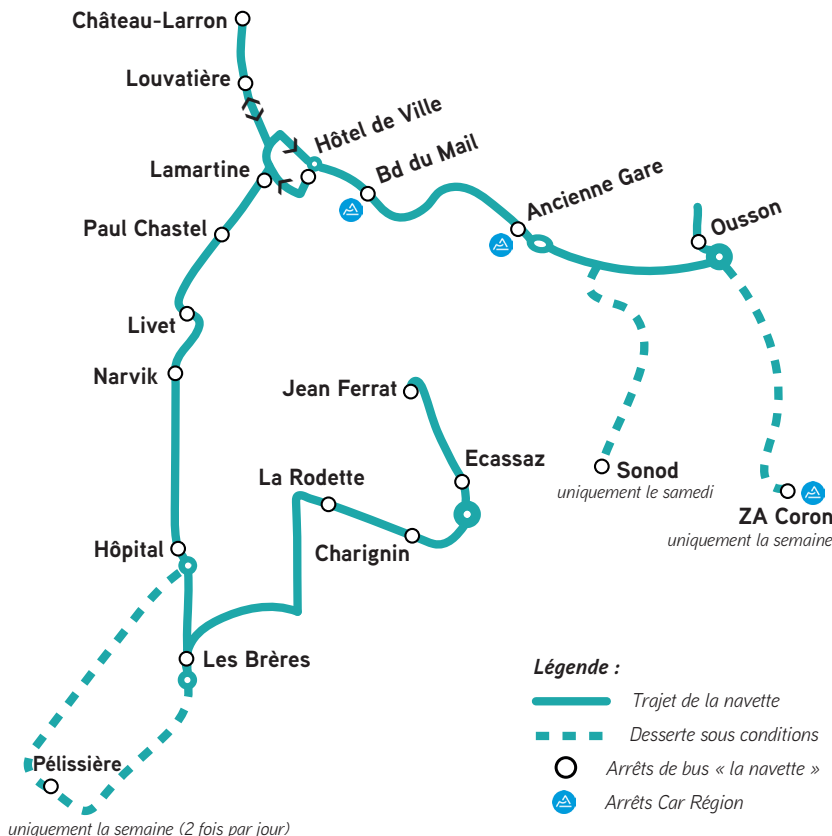 Château-Larron
Louvatière
Hôtel de Ville
Lamartine
Bd du Mail
Ancienne Gare
Paul Chastel
Ousson
Livet
Narvik
Jean Ferrat
Ecassaz
La Rodette
Sonod
uniquement le samedi
ZA Coron
uniquement la semaine
Charignin
Hôpital
Les Brères
Légende :
Trajet de la navette
Desserte sous conditions
Arrêts de bus « la navette »
Arrêts Car Région
Pélissière
uniquement la semaine (2 fois par jour)